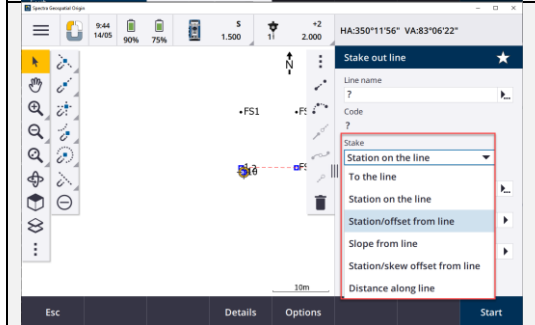 Spectra Geospatial Origin
9:44
14/05
90%
75%
S
1.500
1
+2
2.000
HA:350°11'56" VA:83°06'22"
Stake out line
Line name
?
Code
?
Stake
Station on the line
To the line
Station on the line
Station/offset from line
Slope from line
Station/skew offset from line
Distance along line
N
FS1
10m
Esc
Details
Options
Start